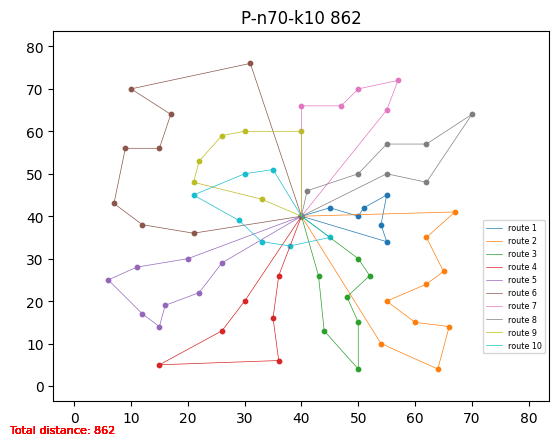 P-n70-k10 862
80
70
60
50
40
30
20
10
0
route 1
route 2
route 3
route 4
route 5
route 6
route 7
route 8
route 9
route 10
0 10 20 30 40 50 60 70 80
Total distance: 862